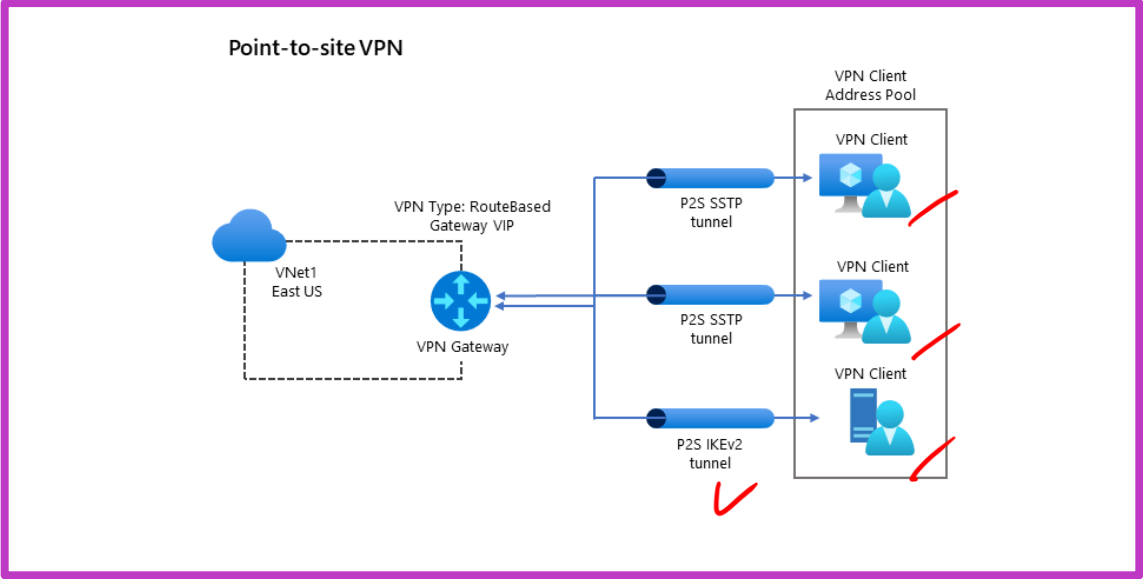 Point-to-site VPN
VPN Client
Address Pool
VPN Client
P2S SSTP
tunnel
VPN Type: RouteBased
Gateway VIP
VNet1
East US
VPN Gateway
VPN Client
P2S SSTP
tunnel
VPN Client
P2S IKEv2
tunnel